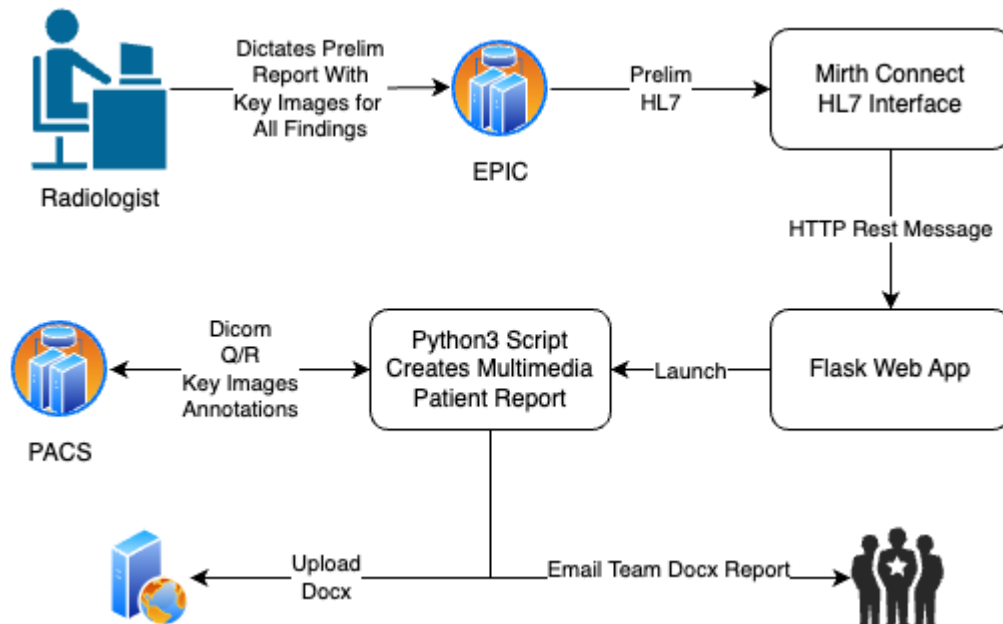 Dictates Prelim
Report With
Key Images for
All Findings
Radiologist
EPIC
Prelim
HL7
Mirth Connect
HL7 Interface
HTTP Rest Message
Flask Web App
Launch
Python3 Script
Creates Multimedia
Patient Report
Dicom
Q/R
Key Images
Annotations
PACS
Upload
Docx
Email Team Docx Report